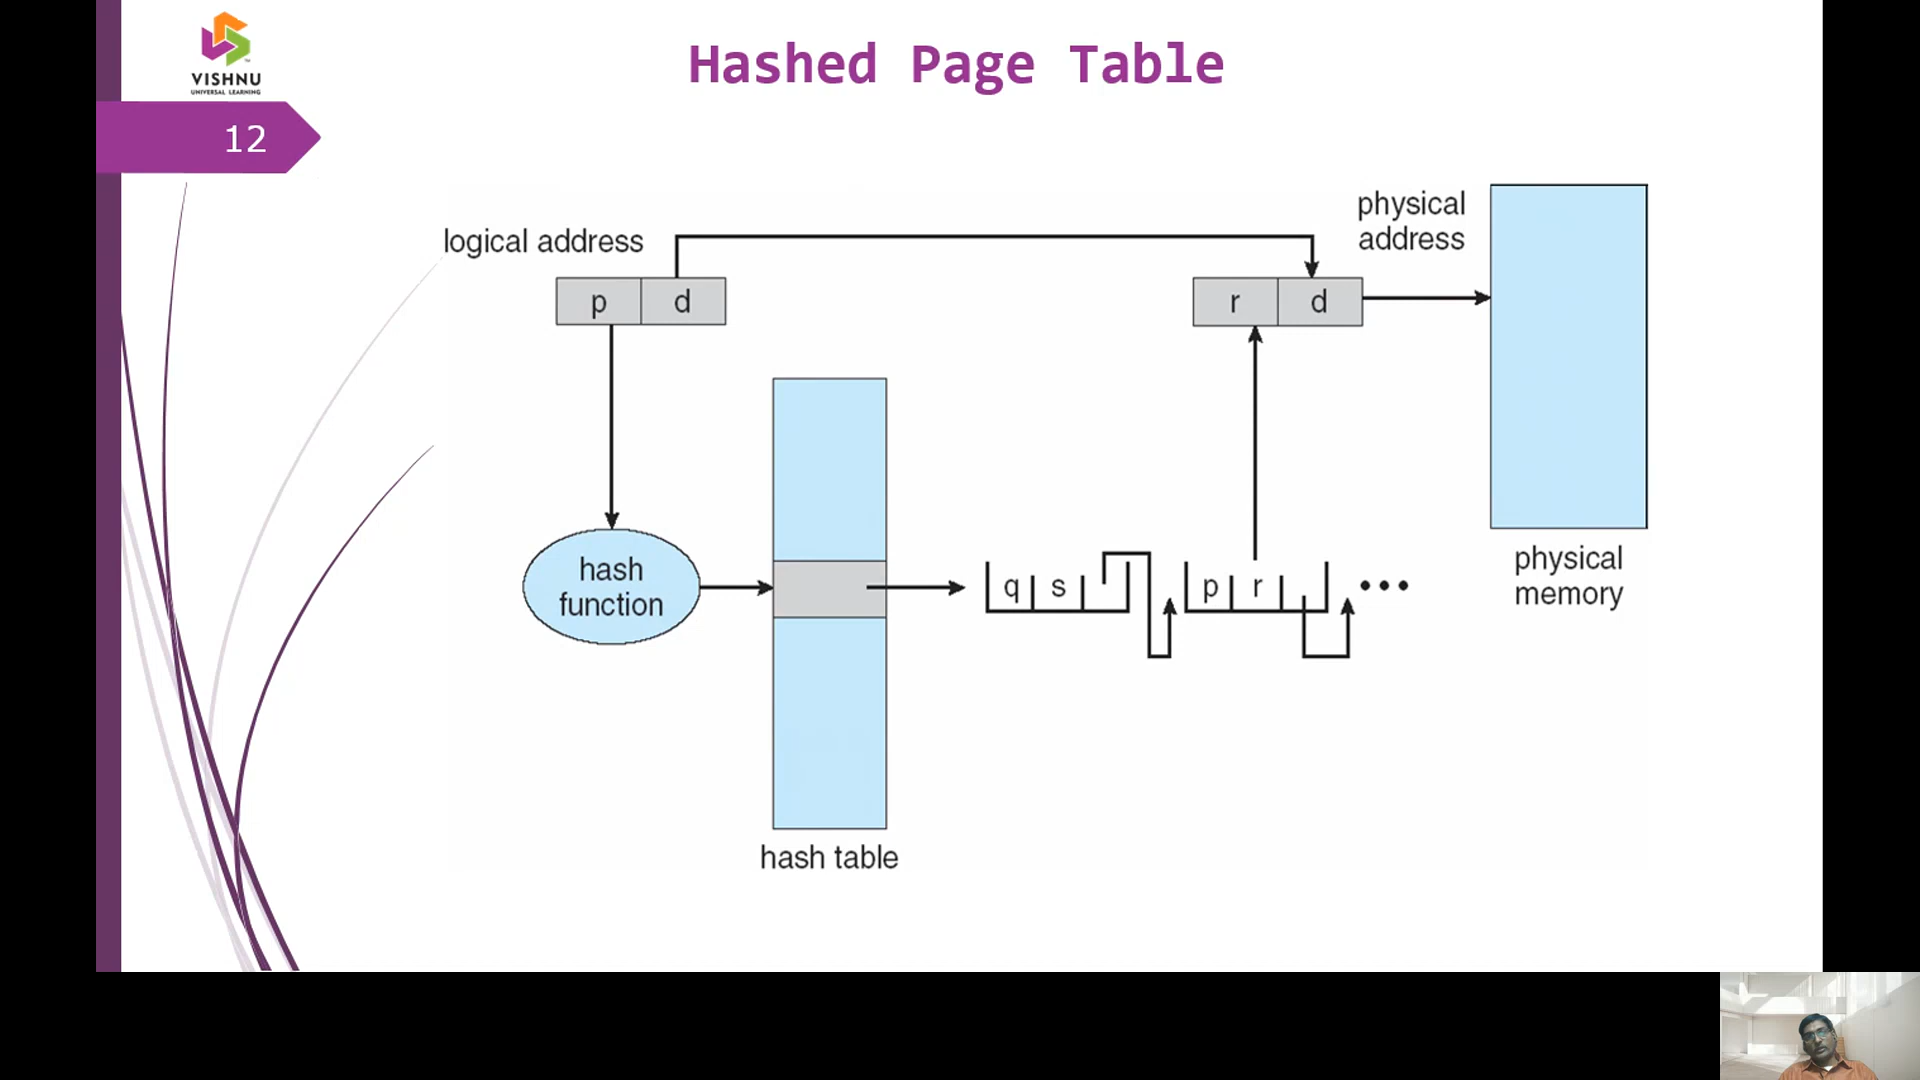 VISHNU
UNIVERSAL LEARNING
Hashed Page Table
12
logical address
p d
r d
physical
address
hash
function
q s
p r
•••
physical
memory
hash table